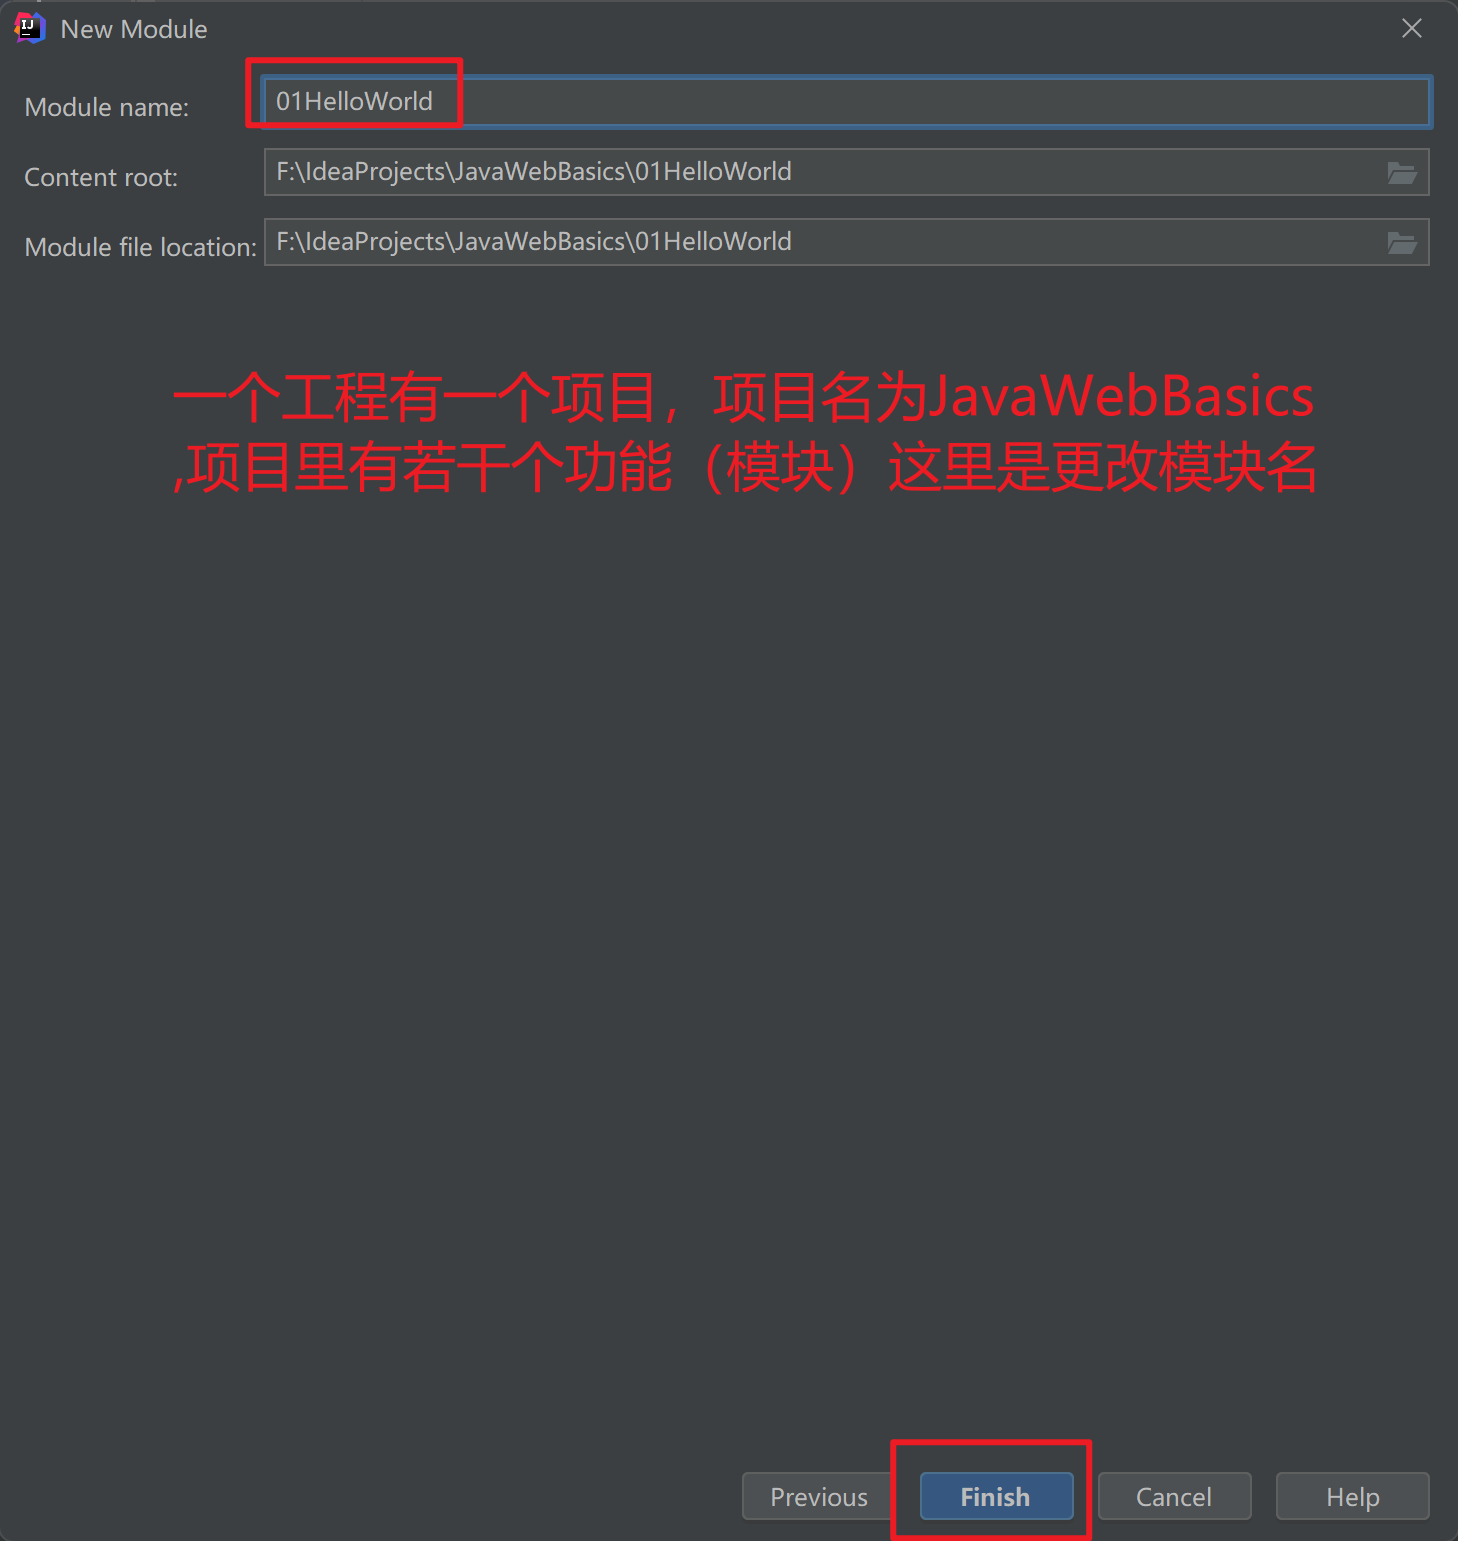 New Module
Module name: 01HelloWorld
Content root: F:\IdeaProjects\JavaWebBasics\01HelloWorld
Module file location: F:\IdeaProjects\JavaWebBasics\01HelloWorld
一个工程有一个项目，项目名为JavaWebBasics
,项目里有若干个功能（模块）这里是更改模块名
Previous Finish Cancel Help